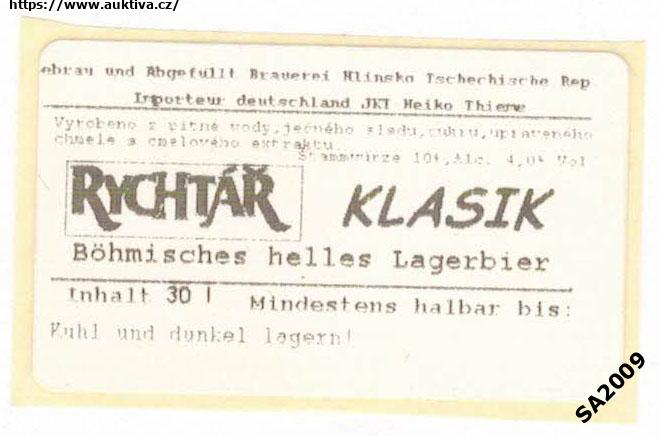 https://www.auktiva.cz/
ebrau und Abgefüllt Brauerei Hlinsko Tschechische Rep
Importeur deutschland JKT Heiko Thieme
Vyrobeno z pitné vody,ječného sladu,cukru,upraveného
chmele a cmelového extraktu.
Stammwürze 10%,Alc. 4,0% Vol
RYCHTÁŘ KLASIK
Böhmisches helles Lagerbier
Inhalt 30 l Mindestens halbar bis:
Kuhl und dunkel lagern!
SA2009